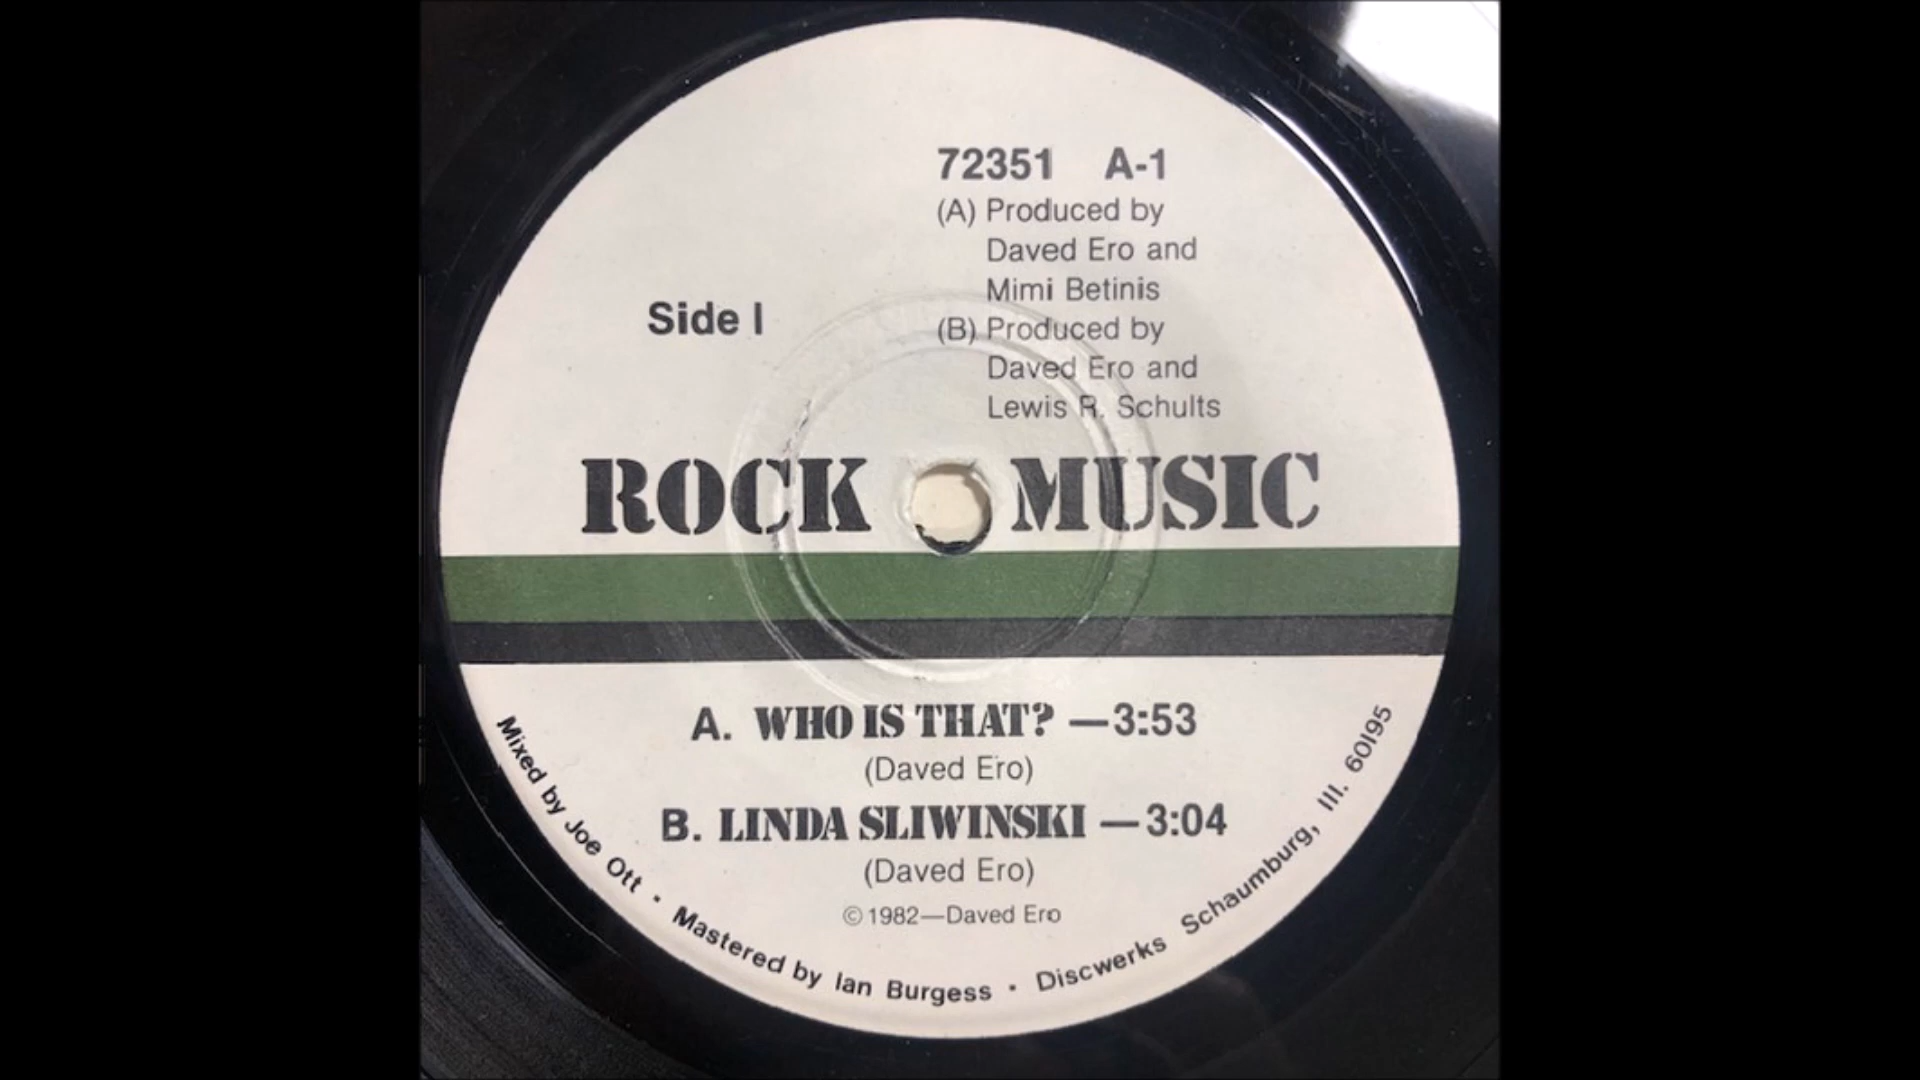 72351 A-1
(A) Produced by
Daved Ero and
Mimi Betinis
Side I
(B) Produced by
Daved Ero and
Lewis R. Schults
ROCK MUSIC
A. WHO IS THAT? —3:53
(Daved Ero)
B. LINDA SLIWINSKI —3:04
(Daved Ero)
©1982—Daved Ero
Mixed by Joe Ott · Mastered by Ian Burgess · Discwerks Schaumburg, Ill. 60195